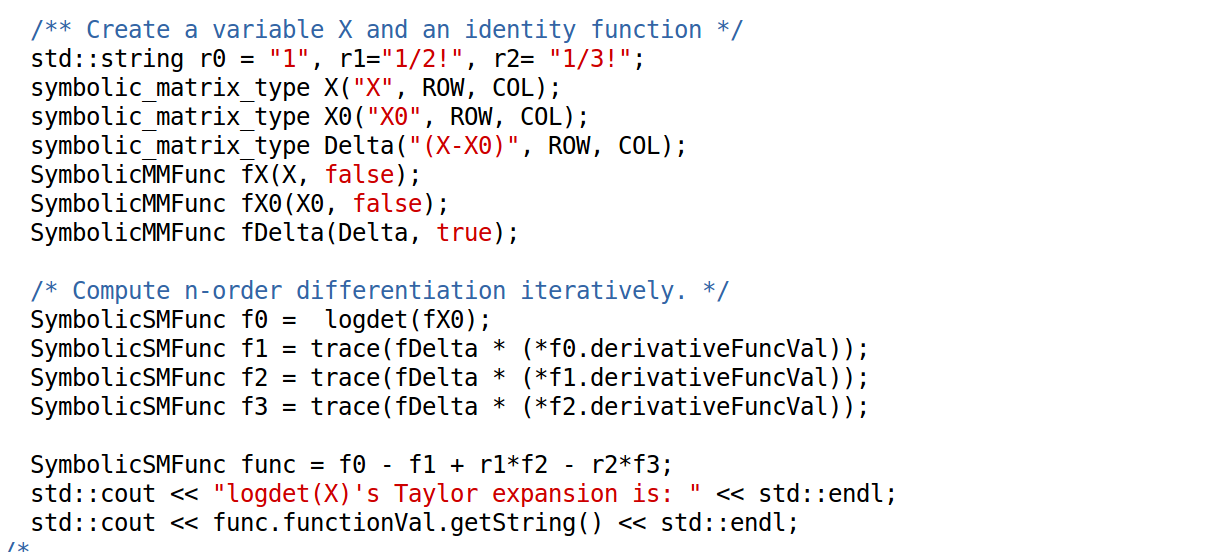 /** Create a variable X and an identity function */
std::string r0 = "1", r1="1/2!", r2= "1/3!";
symbolic_matrix_type X("X", ROW, COL);
symbolic_matrix_type X0("X0", ROW, COL);
symbolic_matrix_type Delta("(X-X0)", ROW, COL);
SymbolicMMFunc fX(X, false);
SymbolicMMFunc fX0(X0, false);
SymbolicMMFunc fDelta(Delta, true);
/* Compute n-order differentiation iteratively. */
SymbolicSMFunc f0 =  logdet(fX0);
SymbolicSMFunc f1 = trace(fDelta * (*f0.derivativeFuncVal));
SymbolicSMFunc f2 = trace(fDelta * (*f1.derivativeFuncVal));
SymbolicSMFunc f3 = trace(fDelta * (*f2.derivativeFuncVal));
SymbolicSMFunc func = f0 - f1 + r1*f2 - r2*f3;
std::cout << "logdet(X)'s Taylor expansion is: " << std::endl;
std::cout << func.functionVal.getString() << std::endl;
/*